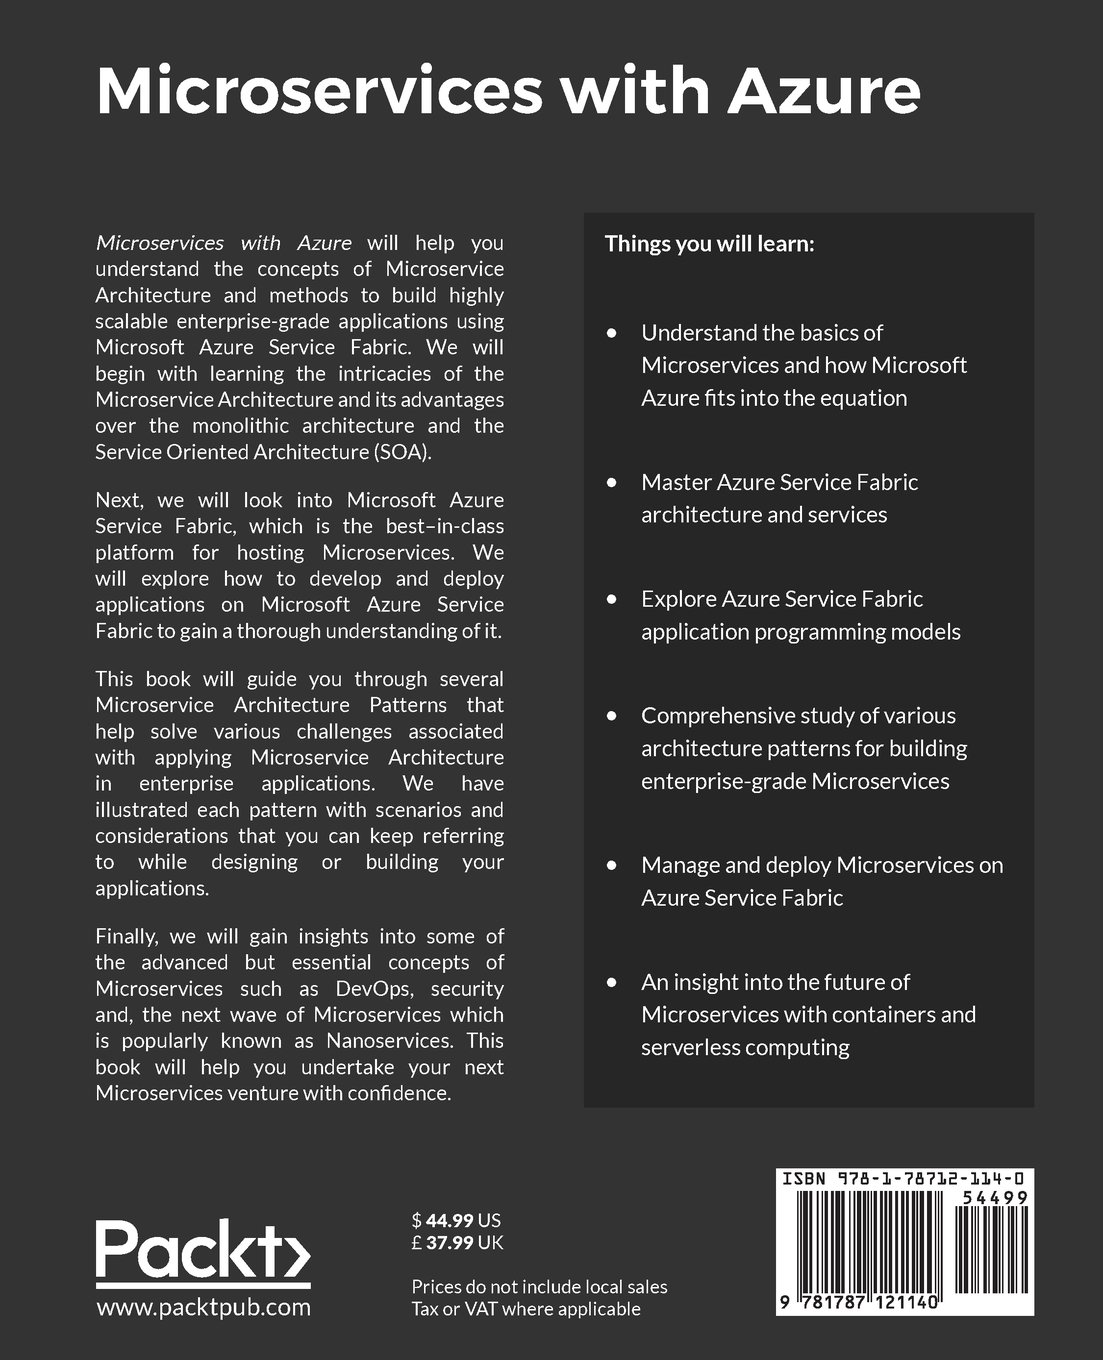 Microservices with Azure
Microservices with Azure will help you
understand the concepts of Microservice
Architecture and methods to build highly
scalable enterprise-grade applications using
Microsoft Azure Service Fabric. We will
begin with learning the intricacies of the
Microservice Architecture and its advantages
over the monolithic architecture and the
Service Oriented Architecture (SOA).
Next, we will look into Microsoft Azure
Service Fabric, which is the best–in-class
platform for hosting Microservices. We
will explore how to develop and deploy
applications on Microsoft Azure Service
Fabric to gain a thorough understanding of it.
This book will guide you through several
Microservice Architecture Patterns that
help solve various challenges associated
with applying Microservice Architecture
in enterprise applications. We have
illustrated each pattern with scenarios and
considerations that you can keep referring
to while designing or building your
applications.
Finally, we will gain insights into some of
the advanced but essential concepts of
Microservices such as DevOps, security
and, the next wave of Microservices which
is popularly known as Nanoservices. This
book will help you undertake your next
Microservices venture with confidence.
Things you will learn:
• Understand the basics of
Microservices and how Microsoft
Azure fits into the equation
• Master Azure Service Fabric
architecture and services
• Explore Azure Service Fabric
application programming models
• Comprehensive study of various
architecture patterns for building
enterprise-grade Microservices
• Manage and deploy Microservices on
Azure Service Fabric
• An insight into the future of
Microservices with containers and
serverless computing
Packt>
www.packtpub.com
$ 44.99 US
£ 37.99 UK
Prices do not include local sales
Tax or VAT where applicable
ISBN 978-1-78712-114-0
54499
9 781787 121140